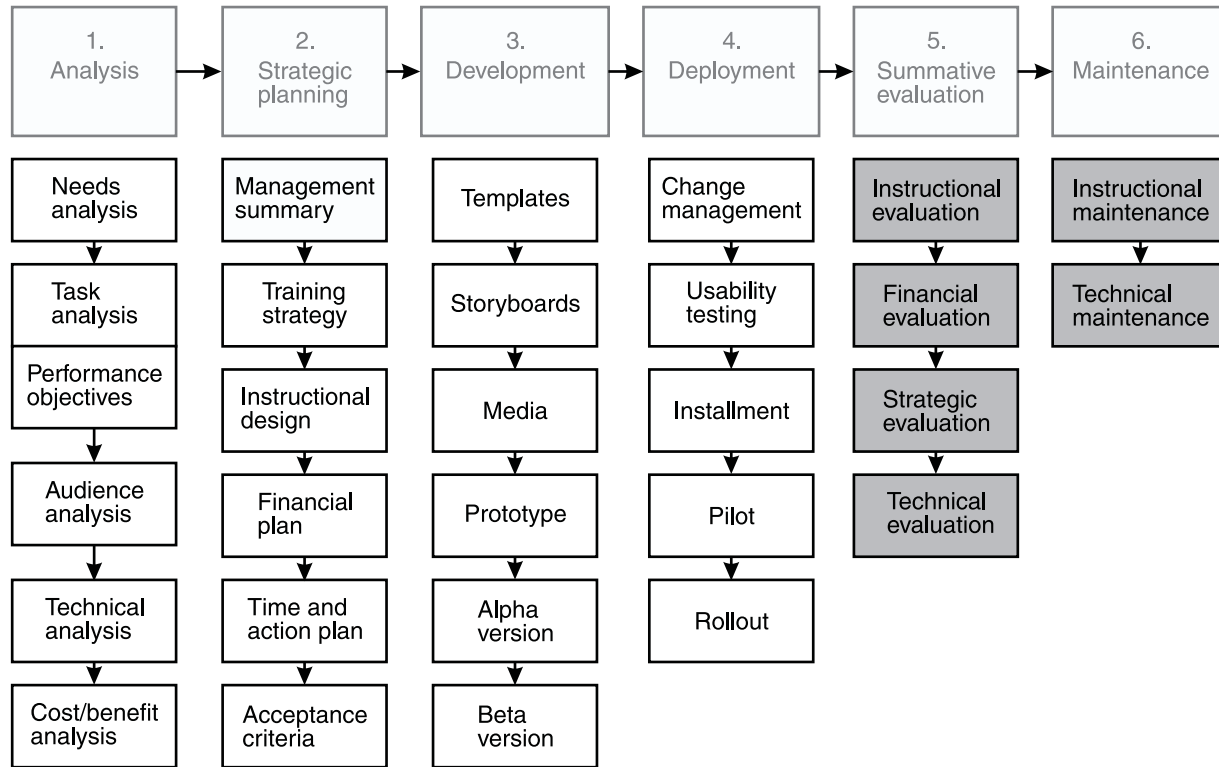 1.
Analysis
2.
Strategic
planning
3.
Development
4.
Deployment
5.
Summative
evaluation
6.
Maintenance
Needs
analysis
Task
analysis
Performance
objectives
Audience
analysis
Technical
analysis
Cost/benefit
analysis
Management
summary
Training
strategy
Instructional
design
Financial
plan
Time and
action plan
Acceptance
criteria
Templates
Storyboards
Media
Prototype
Alpha
version
Beta
version
Change
management
Usability
testing
Installment
Pilot
Rollout
Instructional
evaluation
Financial
evaluation
Strategic
evaluation
Technical
evaluation
Instructional
maintenance
Technical
maintenance